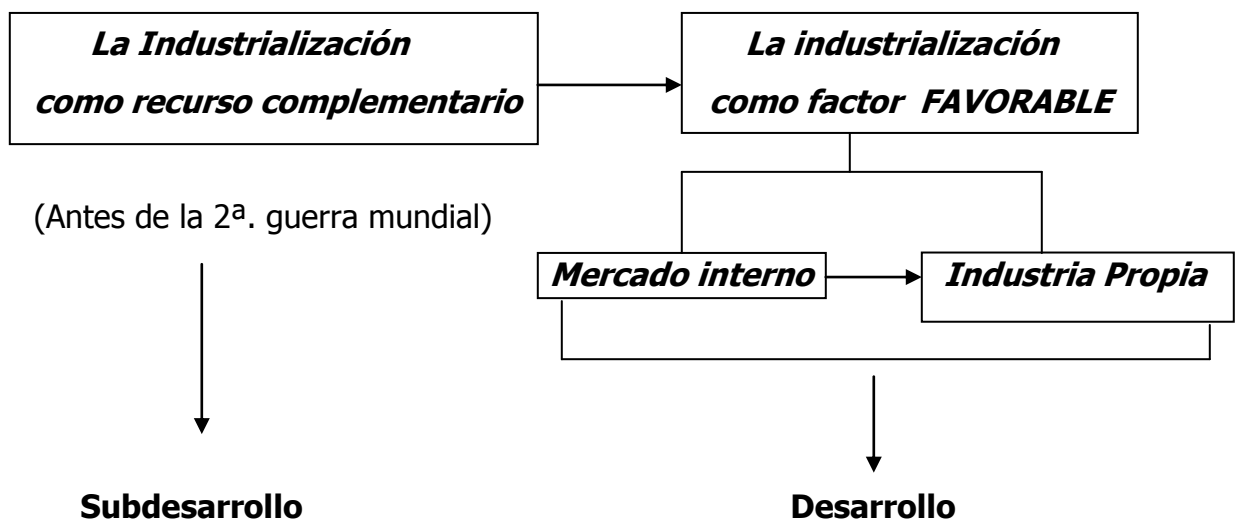 La Industrialización
como recurso complementario
La industrialización
como factor FAVORABLE
(Antes de la 2ª. guerra mundial)
Mercado interno
Industria Propia
Subdesarrollo
Desarrollo